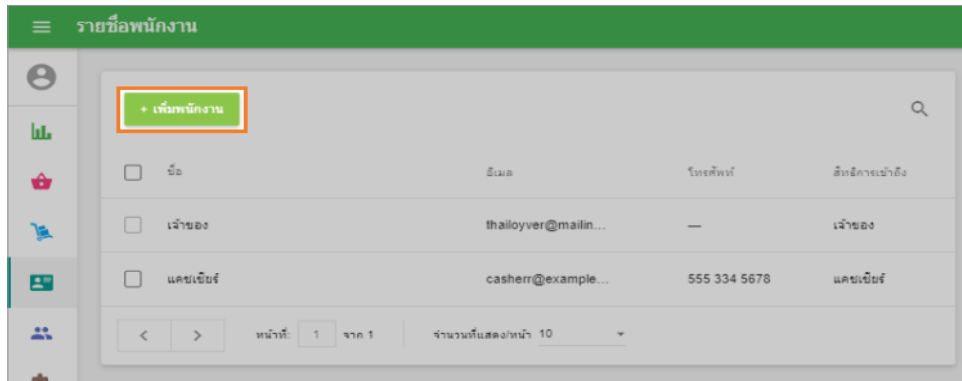 รายชื่อพนักงาน
+ เพิ่มพนักงาน
ชื่อ อีเมล โทรศัพท์ สิทธิการเข้าถึง
เจ้าของ thailoyver@mailin... — เจ้าของ
แคชเชียร์ casherr@example... 555 334 5678 แคชเชียร์
< > หน้าที่: 1 จาก 1 จำนวนที่แสดง/หน้า 10